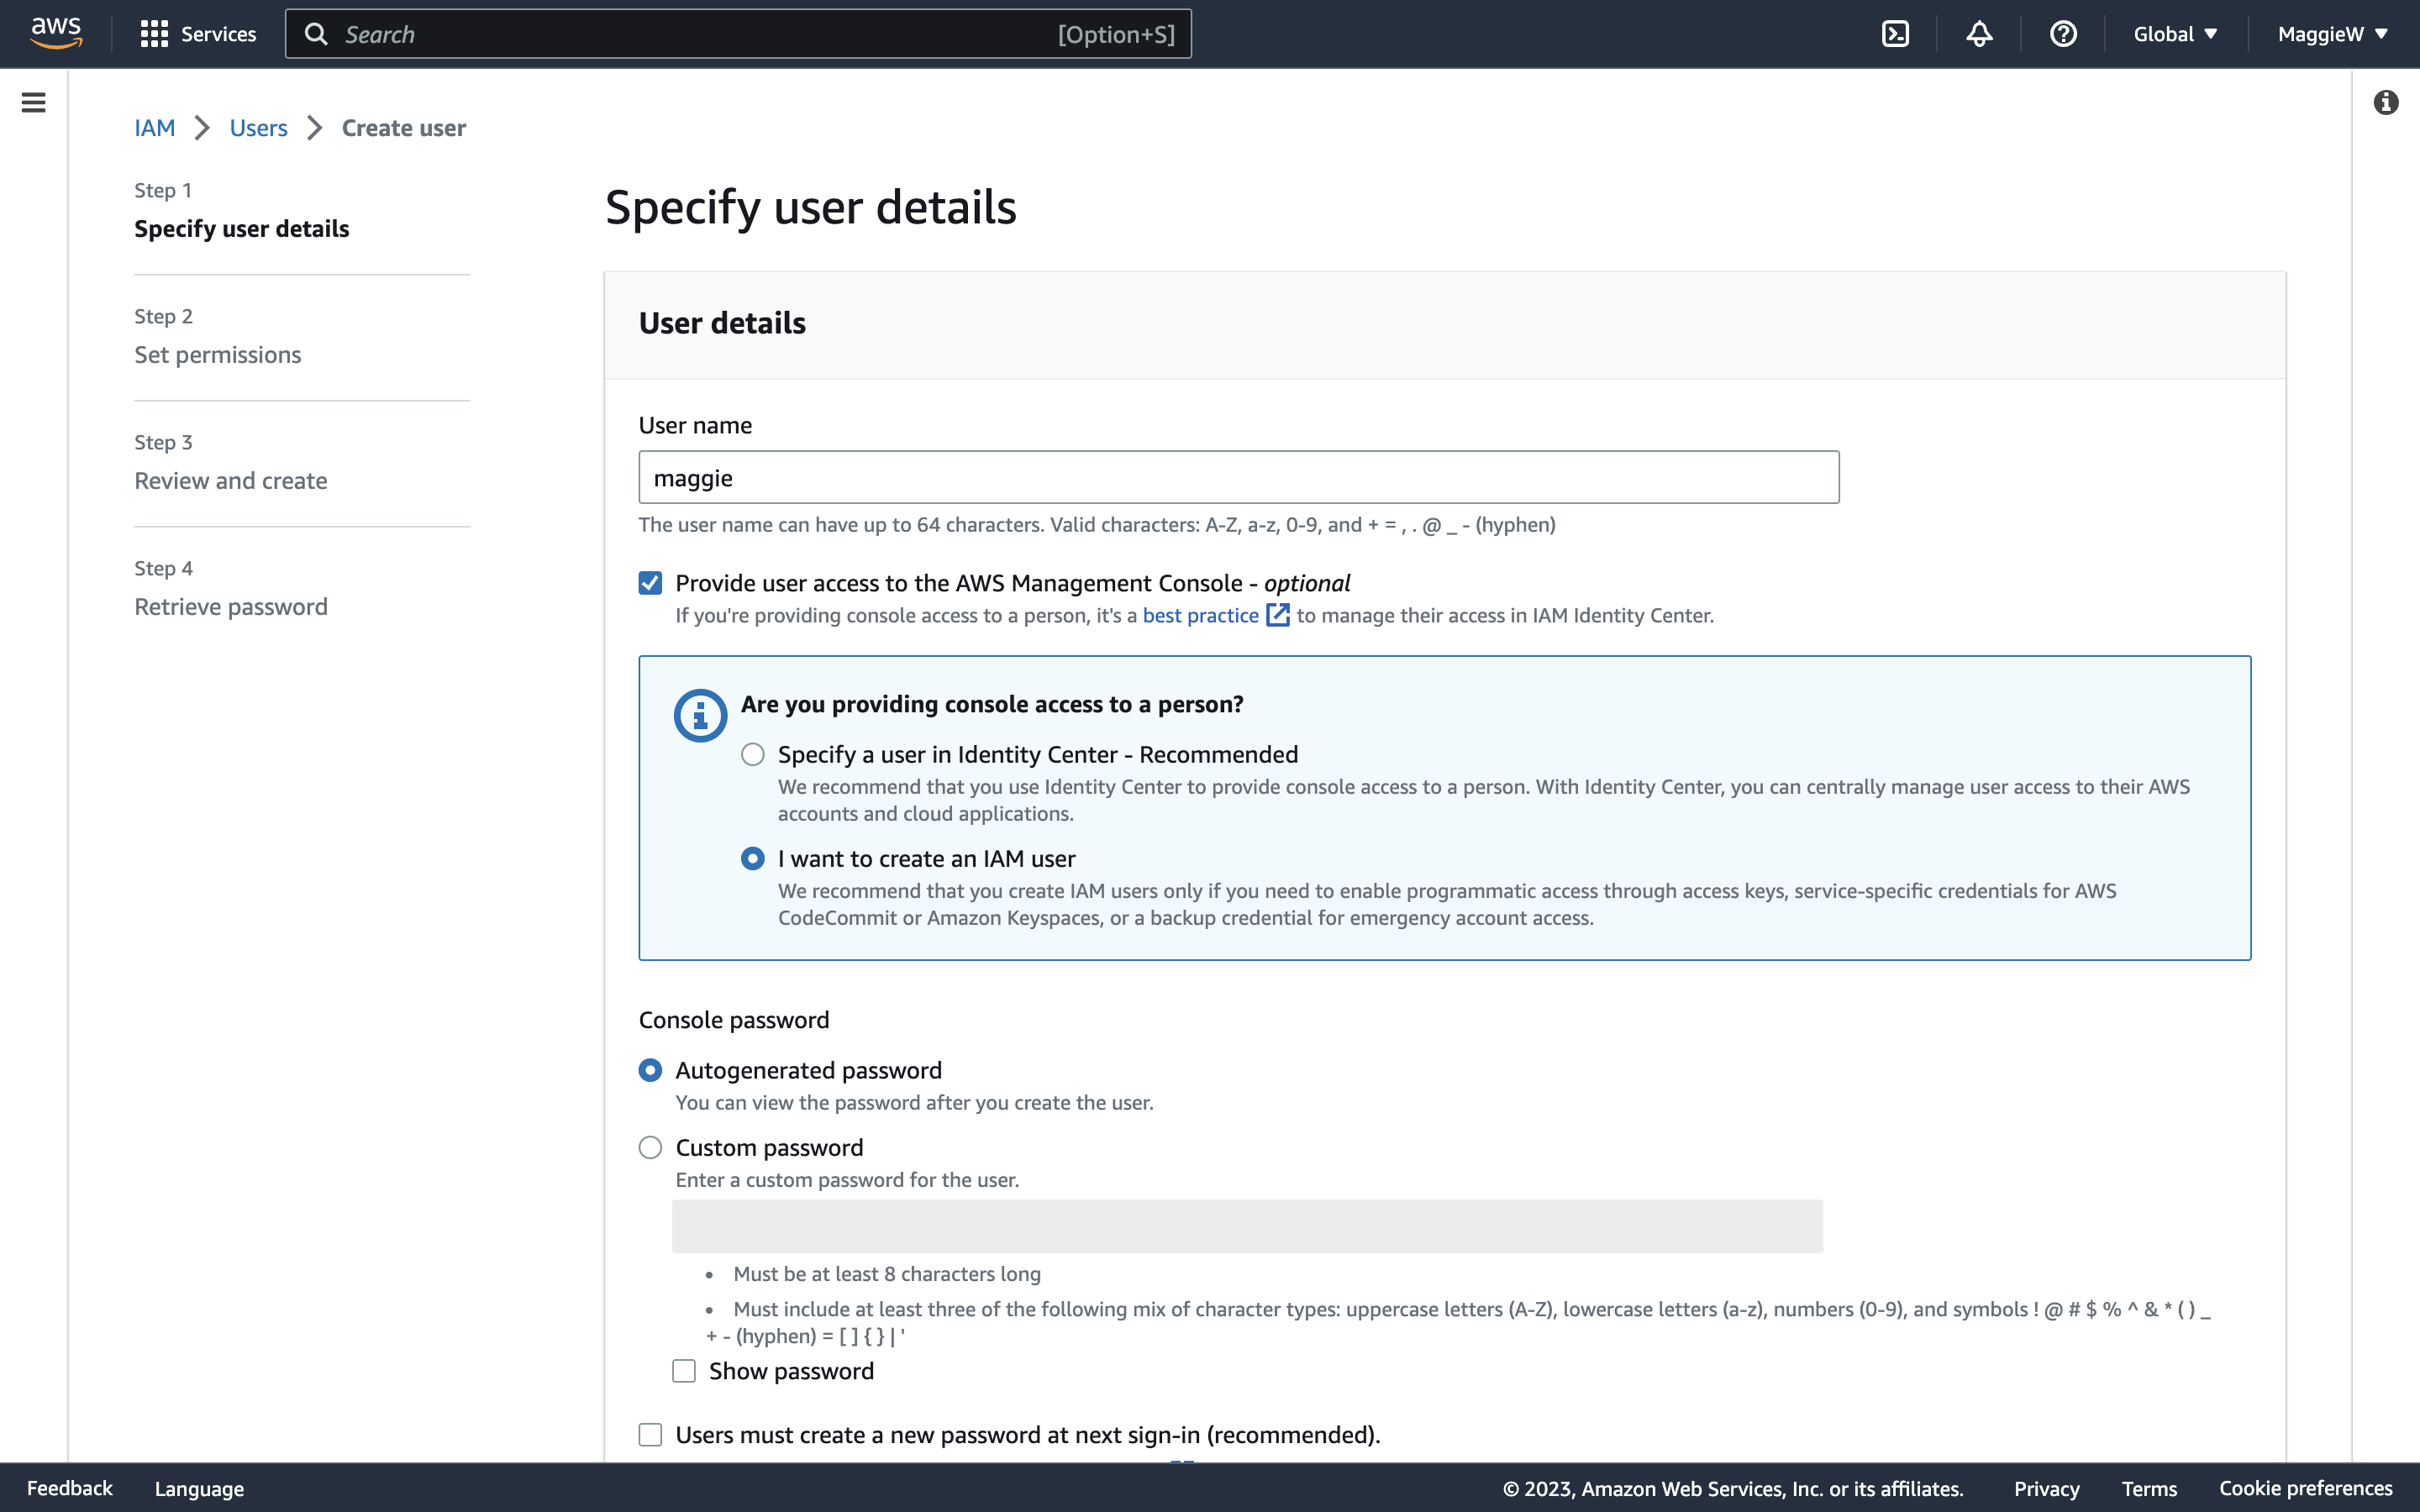 aws
Services
Search
[Option+S]
Global
MaggieW
IAM
Users
Create user
Step 1
Specify user details
Step 2
Set permissions
Step 3
Review and create
Step 4
Retrieve password
Specify user details
User details
User name
maggie
The user name can have up to 64 characters. Valid characters: A-Z, a-z, 0-9, and + = , . @ _ - (hyphen)
Provide user access to the AWS Management Console - optional
If you're providing console access to a person, it's a best practice to manage their access in IAM Identity Center.
Are you providing console access to a person?
Specify a user in Identity Center - Recommended
We recommend that you use Identity Center to provide console access to a person. With Identity Center, you can centrally manage user access to their AWS
accounts and cloud applications.
I want to create an IAM user
We recommend that you create IAM users only if you need to enable programmatic access through access keys, service-specific credentials for AWS
CodeCommit or Amazon Keyspaces, or a backup credential for emergency account access.
Console password
Autogenerated password
You can view the password after you create the user.
Custom password
Enter a custom password for the user.
• Must be at least 8 characters long
• Must include at least three of the following mix of character types: uppercase letters (A-Z), lowercase letters (a-z), numbers (0-9), and symbols ! @ # $ % ^ & * ( ) _
+ - (hyphen) = [ ] { } | '
Show password
Users must create a new password at next sign-in (recommended).
Feedback
Language
© 2023, Amazon Web Services, Inc. or its affiliates.
Privacy
Terms
Cookie preferences